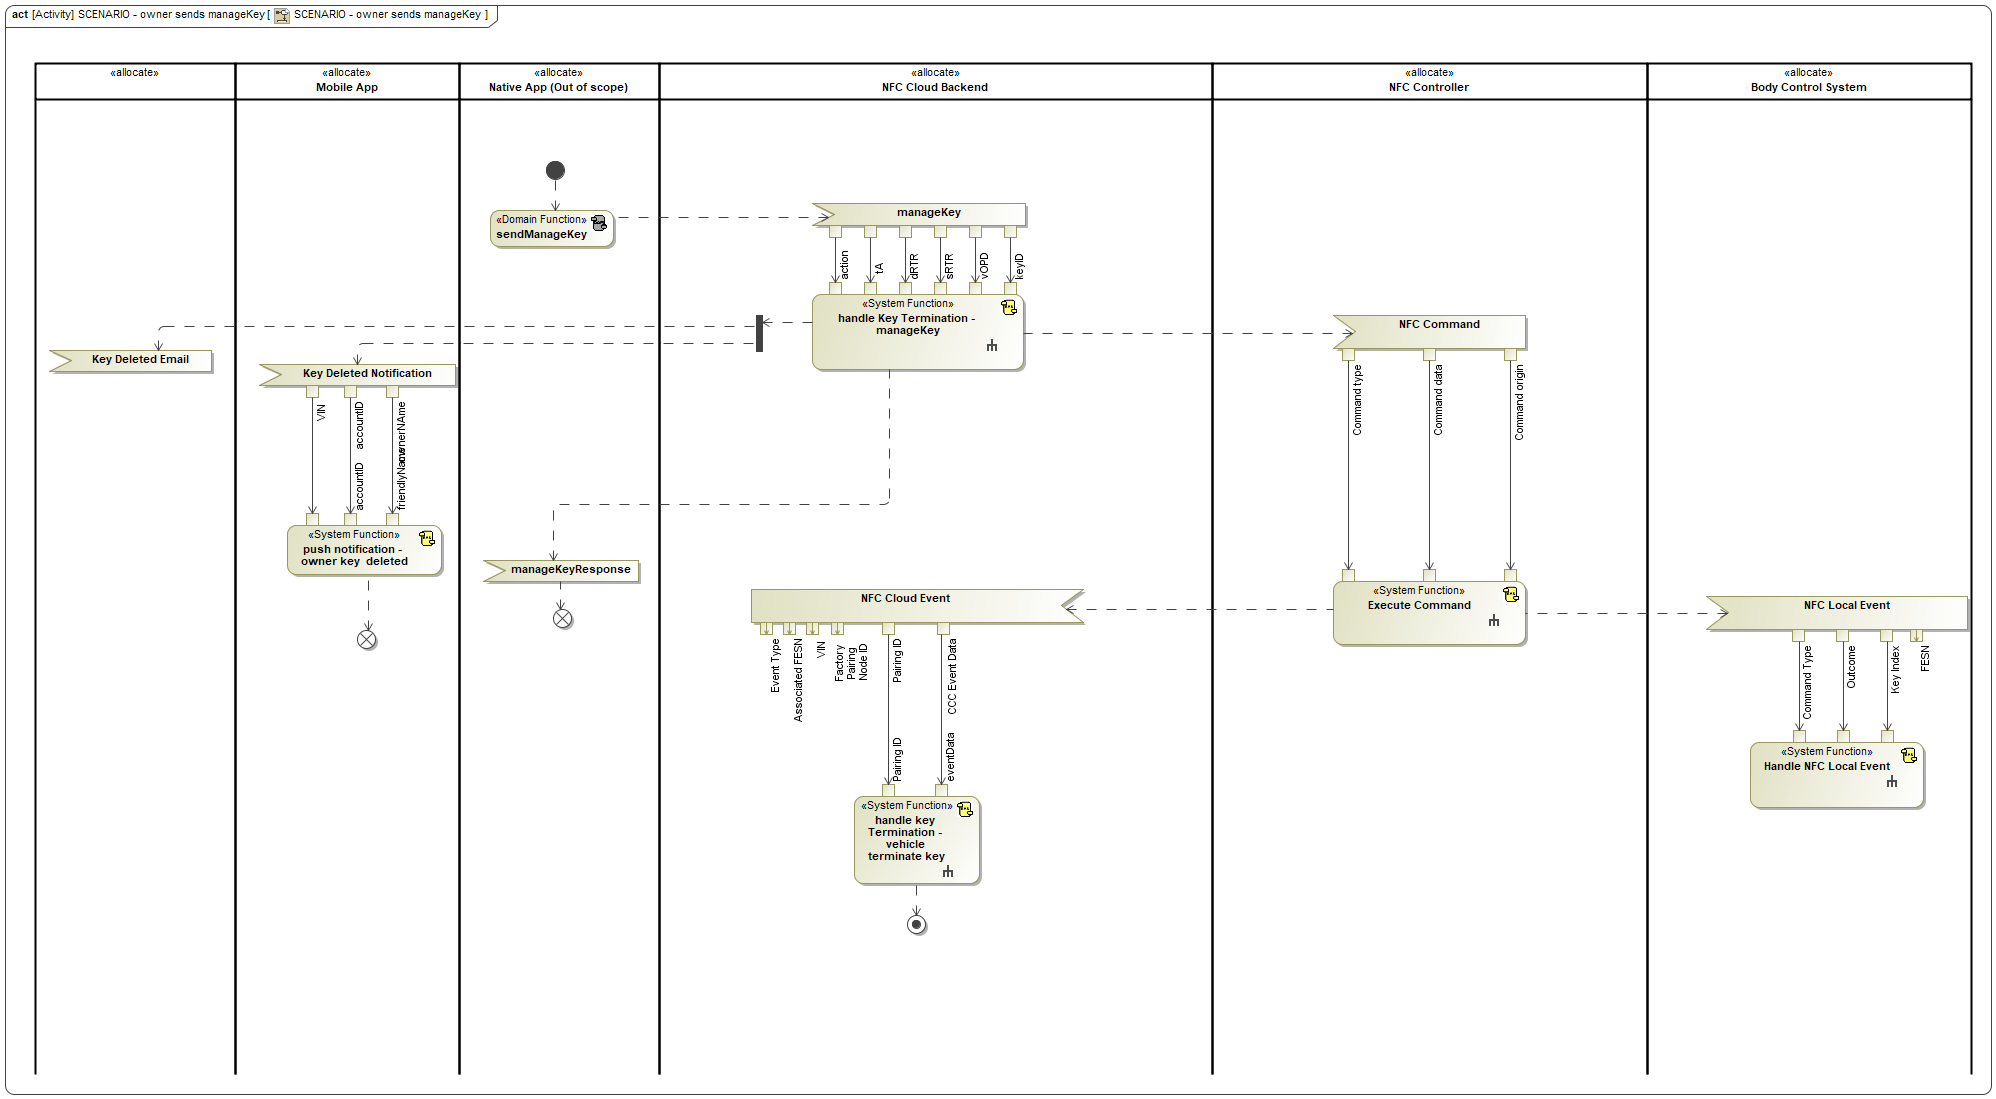 act [Activity] SCENARIO - owner sends manageKey [ SCENARIO - owner sends manageKey ]
«allocate»
«allocate»
Mobile App
«allocate»
Native App (Out of scope)
«allocate»
NFC Cloud Backend
«allocate»
NFC Controller
«allocate»
Body Control System
«Domain Function»
sendManageKey
manageKey
action
tA
dRTR
sRTR
vOPD
keyID
«System Function»
handle Key Termination -
manageKey
NFC Command
Command type
Command data
Command origin
Key Deleted Email
Key Deleted Notification
VIN
accountID
accountID
ownerNAme
friendlyName
«System Function»
push notification -
owner key  deleted
manageKeyResponse
NFC Cloud Event
Event Type
Associated FESN
VIN
Factory
Pairing
Node ID
Pairing ID
Pairing ID
CCC Event Data
eventData
«System Function»
Execute Command
NFC Local Event
Command Type
Outcome
Key Index
FESN
«System Function»
Handle NFC Local Event
«System Function»
handle key
Termination -
vehicle
terminate key